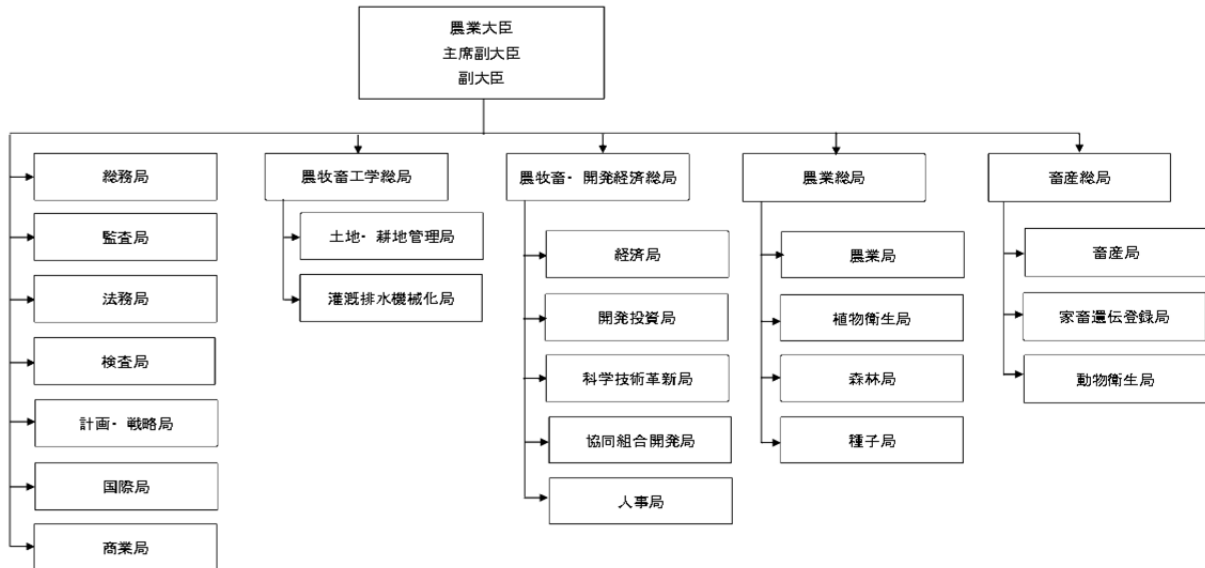 農業大臣
主席副大臣
副大臣
総務局
監査局
法務局
検査局
計画・戦略局
国際局
商業局
農牧畜工学総局
土地・耕地管理局
灌漑排水機械化局
農牧畜・開発経済総局
経済局
開発投資局
科学技術革新局
協同組合開発局
人事局
農業総局
農業局
植物衛生局
森林局
種子局
畜産総局
畜産局
家畜遺伝登録局
動物衛生局